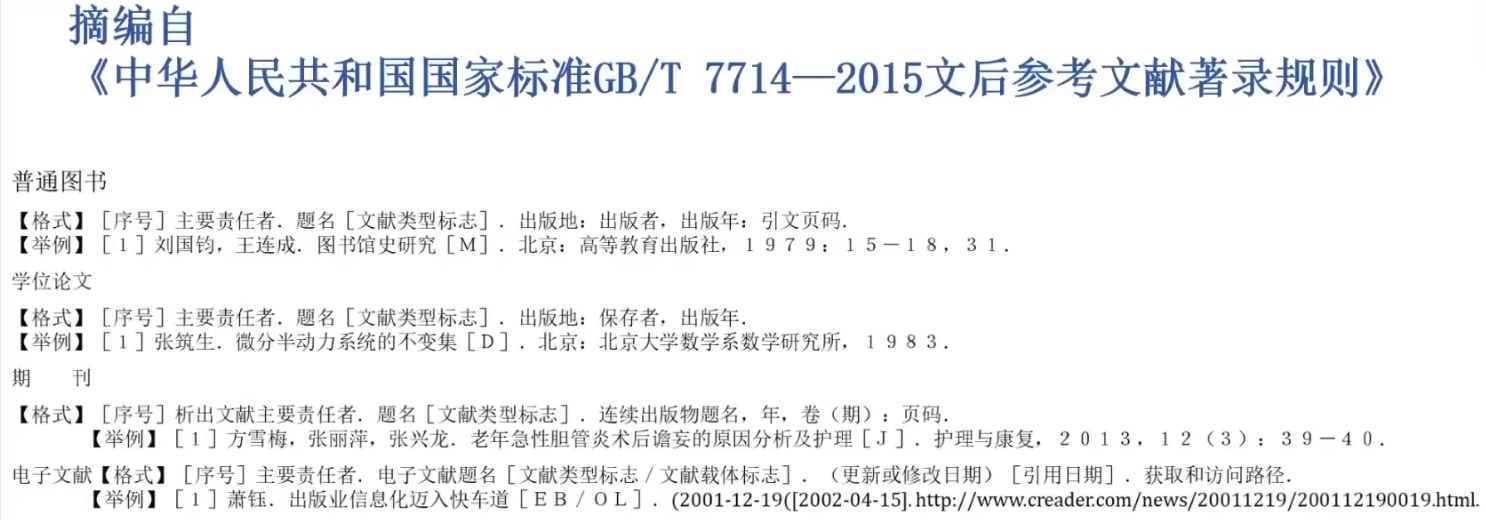 摘编自
《中华人民共和国国家标准GB/T 7714—2015文后参考文献著录规则》
普通图书
【格式】［序号］主要责任者．题名［文献类型标志］．出版地：出版者，出版年：引文页码．
【举例】［１］刘国钧，王连成．图书馆史研究［Ｍ］．北京：高等教育出版社，１９７９：１５－１８，３１．
学位论文
【格式】［序号］主要责任者．题名［文献类型标志］．出版地：保存者，出版年．
【举例】［１］张筑生．微分半动力系统的不变集［Ｄ］．北京：北京大学数学系数学研究所，１９８３．
期　　刊
【格式】［序号］析出文献主要责任者．题名［文献类型标志］．连续出版物题名，年，卷（期）：页码．
【举例】［１］方雪梅，张丽萍，张兴龙．老年急性胆管炎术后谵妄的原因分析及护理［Ｊ］．护理与康复，２０１３，１２（３）：３９－４０．
电子文献【格式】［序号］主要责任者．电子文献题名［文献类型标志／文献载体标志］．（更新或修改日期）［引用日期］．获取和访问路径．
【举例】［１］萧钰．出版业信息化迈入快车道［ＥＢ／ＯＬ］．(2001-12-19([2002-04-15]. http://www.creader.com/news/20011219/200112190019.html.